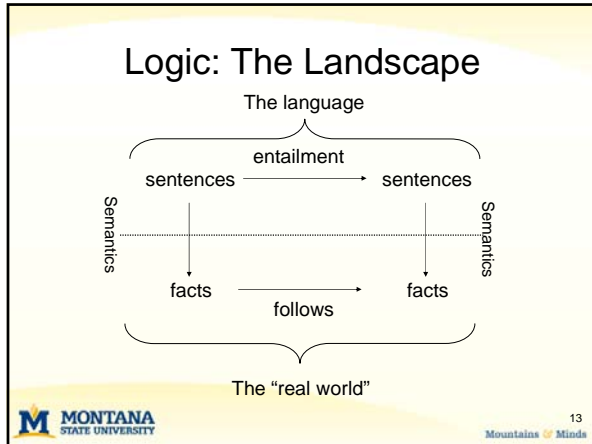 Logic: The Landscape
The language
entailment
sentences sentences
Semantics Semantics
facts facts
follows
The “real world”
13
M MONTANA
STATE UNIVERSITY
Mountains & Minds